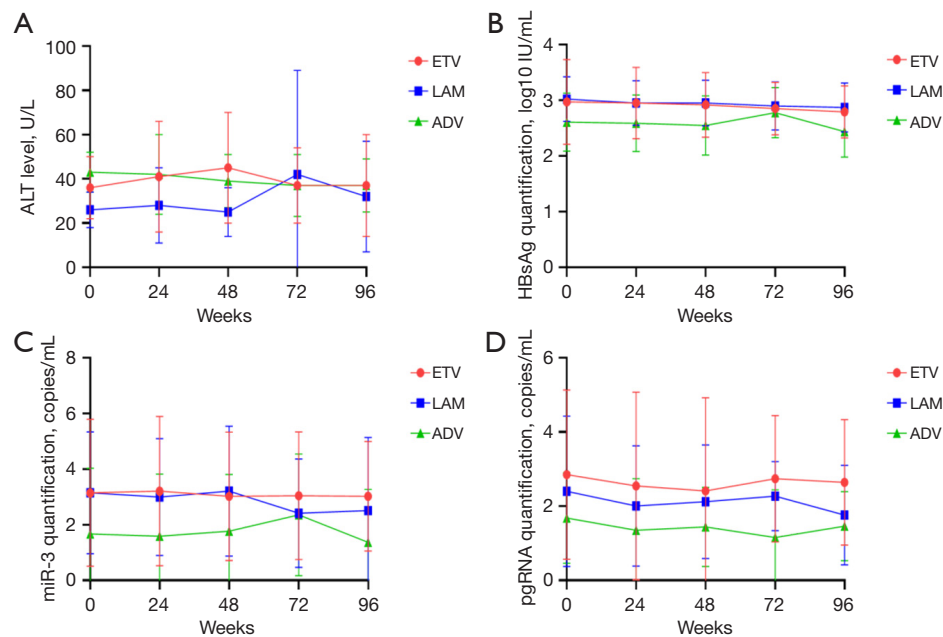 A
ALT level, U/L
100
80
60
40
20
0
0 24 48 72 96
Weeks
ETV
LAM
ADV
B
HBsAg quantification, log10 IU/mL
4
3
2
1
0
0 24 48 72 96
Weeks
ETV
LAM
ADV
C
miR-3 quantification, copies/mL
8
6
4
2
0
0 24 48 72 96
Weeks
ETV
LAM
ADV
D
pgRNA quantification, copies/mL
6
4
2
0
0 24 48 72 96
Weeks
ETV
LAM
ADV